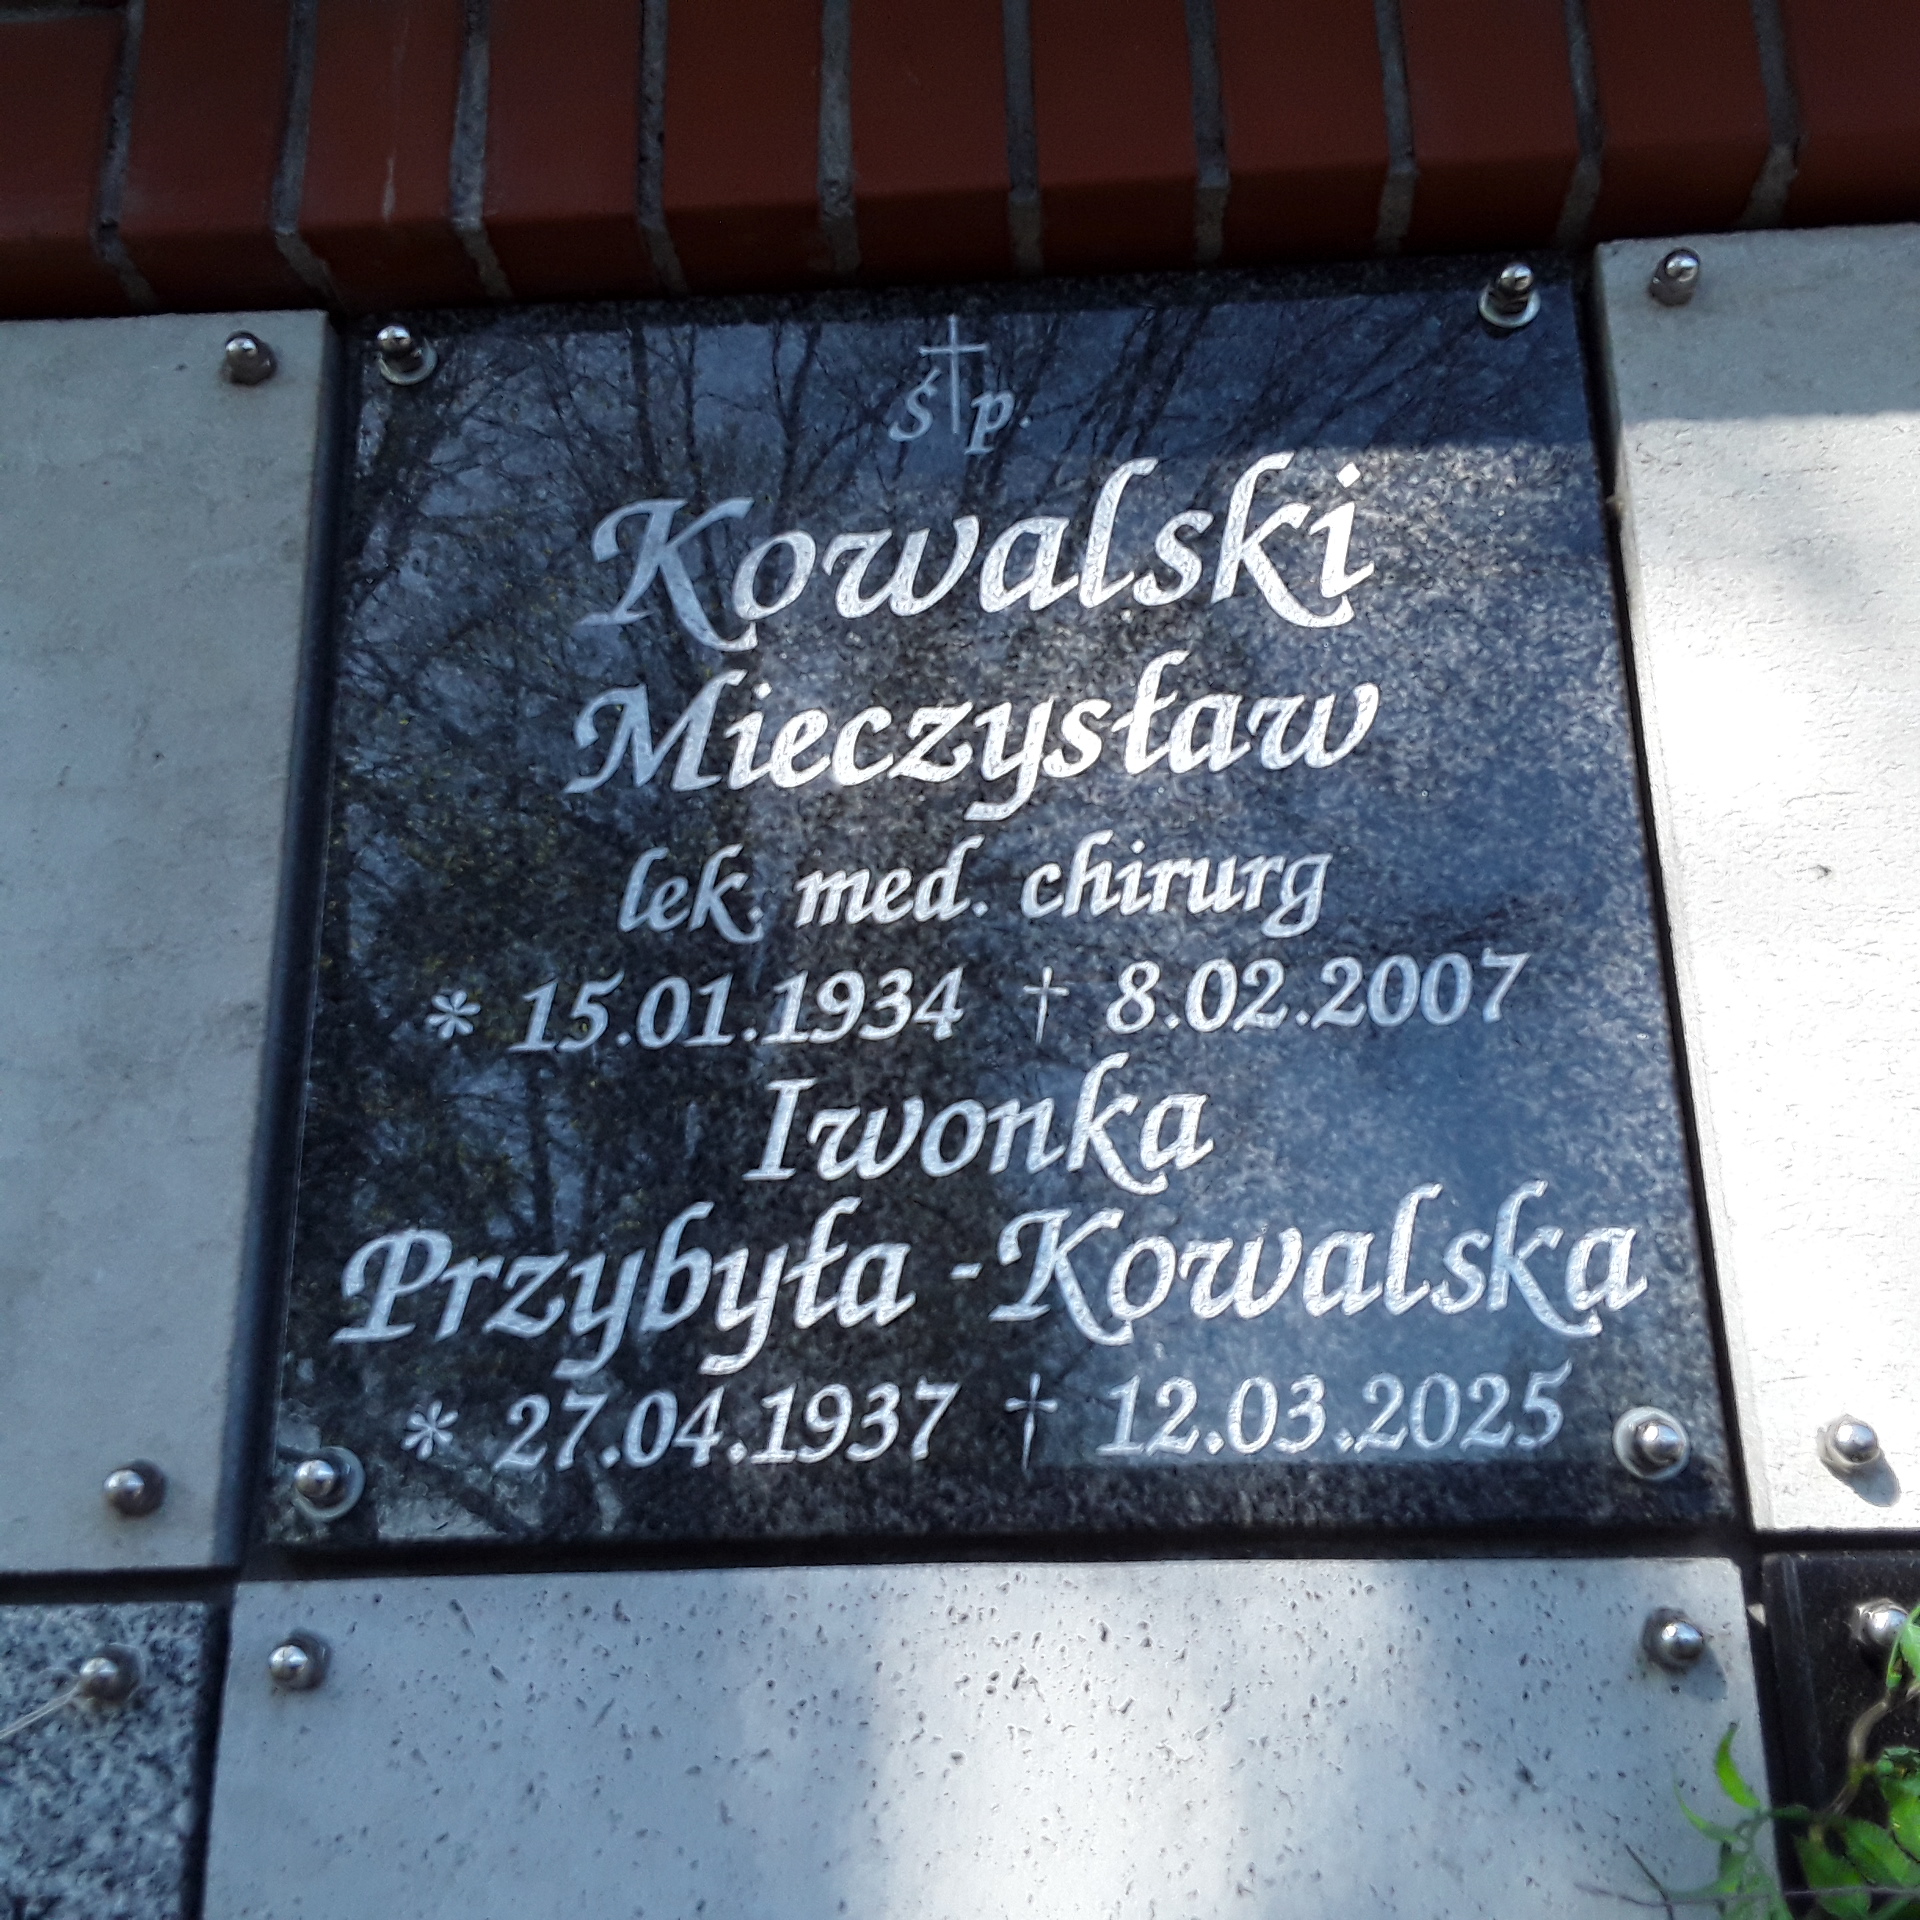 ś†p.
Kowalski
Mieczysław
lek. med. chirurg
* 15.01.1934 † 8.02.2007
Iwonka
Przybyła-Kowalska
* 27.04.1937 † 12.03.2025